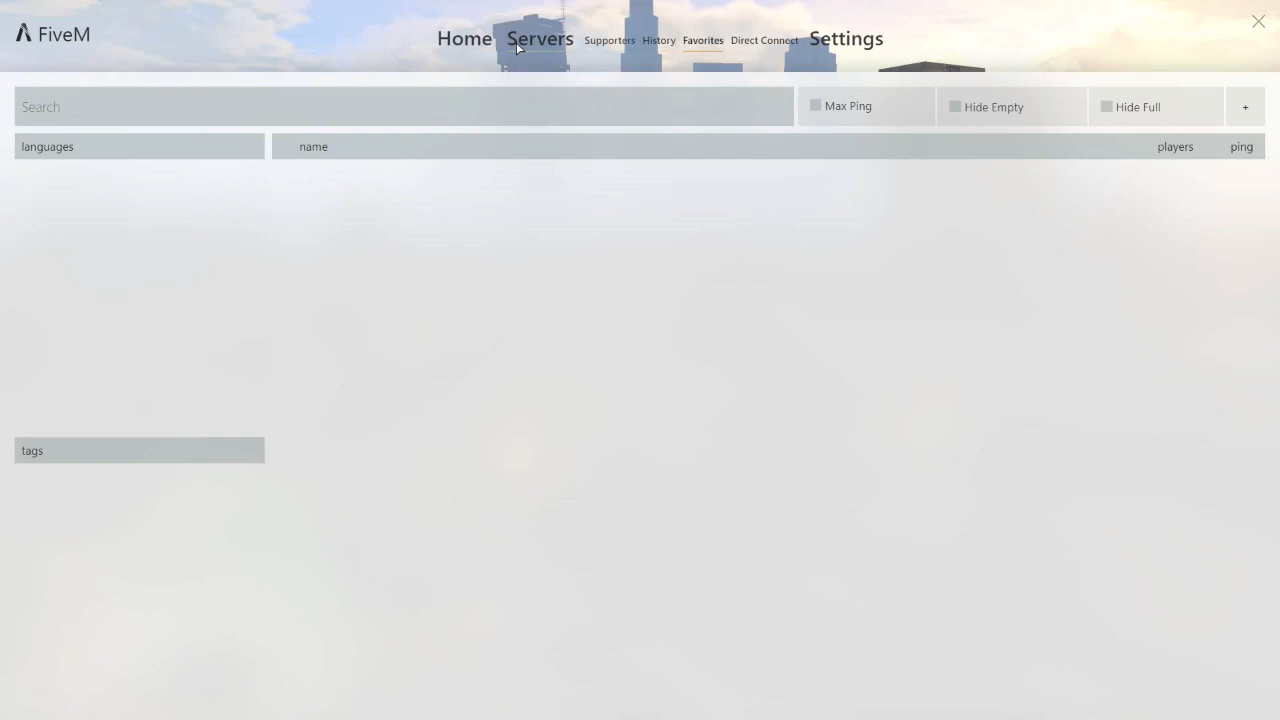 FiveM
Home Servers Supporters History Favorites Direct Connect Settings
Search Max Ping Hide Empty Hide Full +
languages name players ping
tags